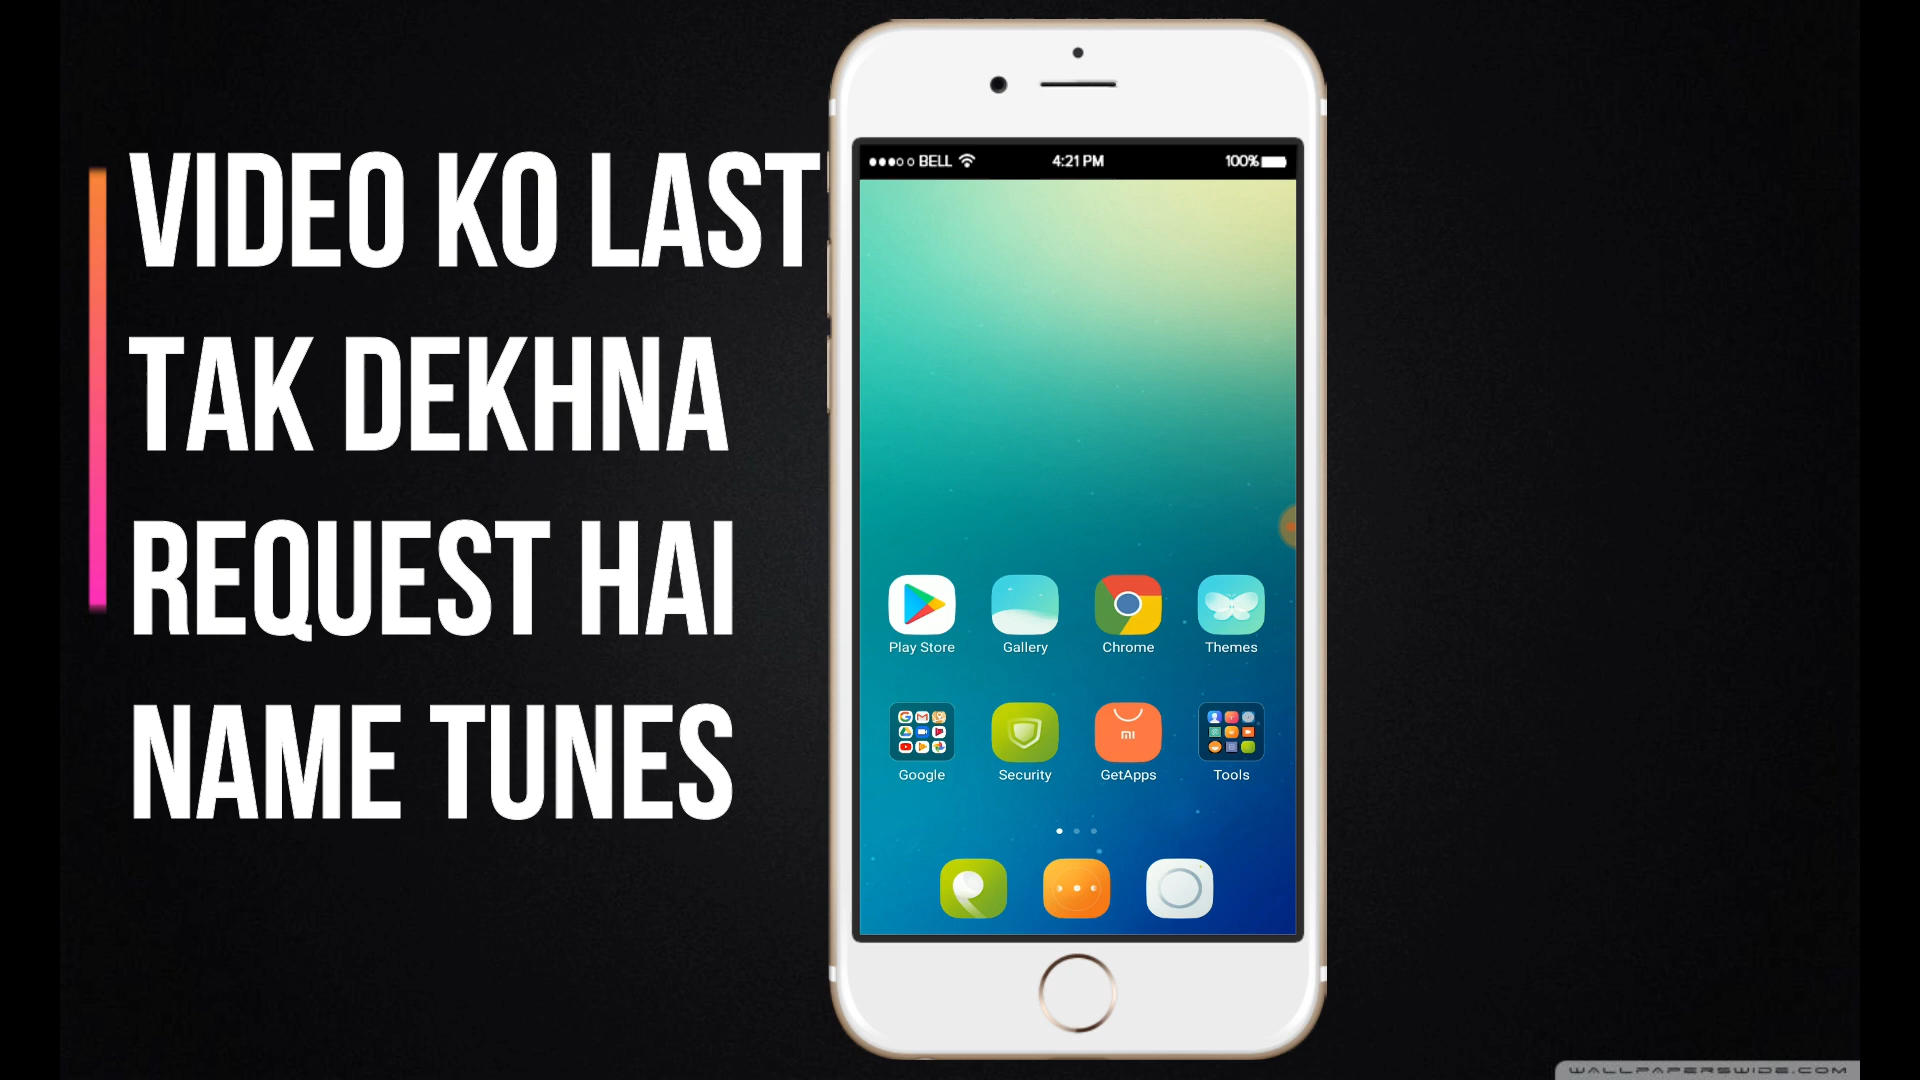 VIDEO KO LAST
TAK DEKHNA
REQUEST HAI
NAME TUNES
BELL 4:21 PM 100%
Play Store Gallery Chrome Themes
mi
Google Security GetApps Tools
WALLPAPERSWIDE.COM